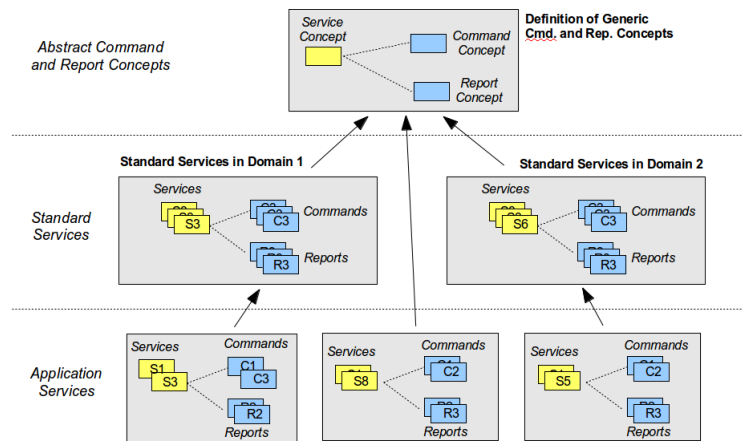 Abstract Command
and Report Concepts
Service
Concept
Command
Concept
Report
Concept
Definition of Generic
Cmd. and Rep. Concepts
Standard Services in Domain 1
Standard Services in Domain 2
Standard
Services
Services
S3
C3
Commands
R3
Reports
Services
S6
C3
Commands
R3
Reports
Application
Services
Services
S1
S3
Commands
C1
C3
R2
Reports
Services
S8
Commands
C2
R3
Reports
Services
S5
Commands
C2
R3
Reports